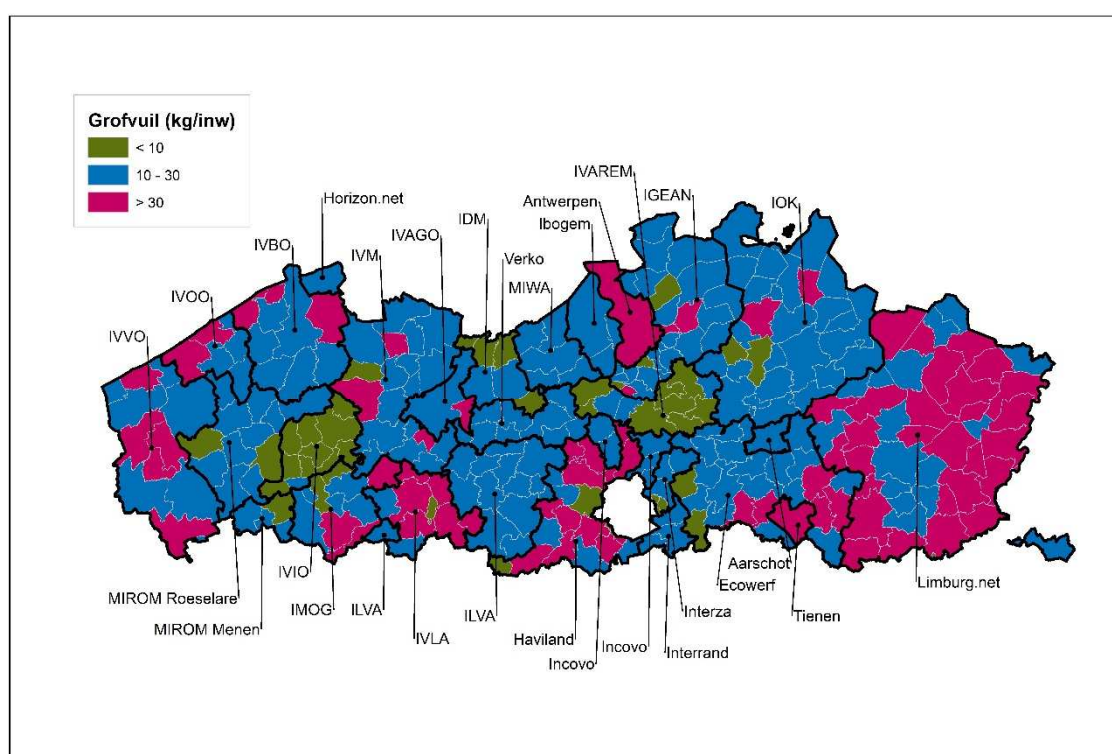 Grofvuil (kg/inw)
< 10
10 - 30
> 30
IVAREM
Antwerpen
Ibogem
IGEAN
IOK
Horizon.net
IDM
IVAGO
IVBO
IVM
Verko
MIWA
IVOO
IVVO
MIROM Roeselare
MIROM Menen
IVIO
IMOG
ILVA
IVLA
ILVA
Haviland
Incovo
Incovo
Interrand
Interza
Aarschot
Ecowerf
Tienen
Limburg.net